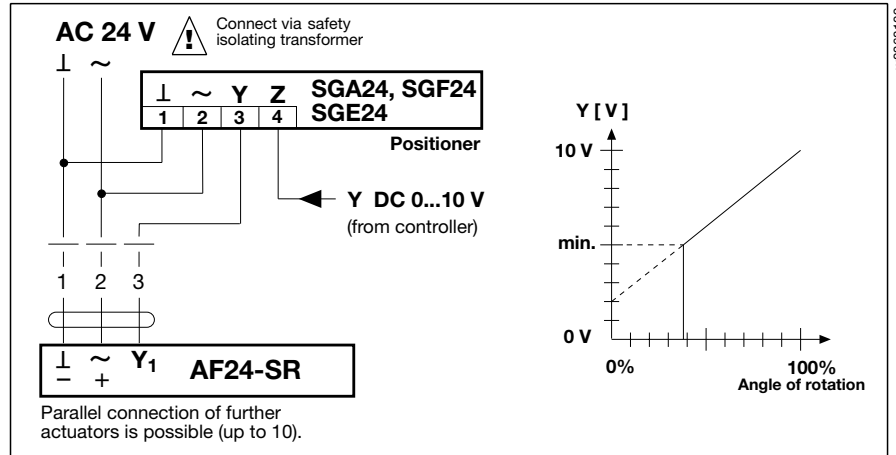 AC 24 V
Connect via safety
isolating transformer
⊥ ~
⊥ ~ Y Z
1 2 3 4
SGA24, SGF24
SGE24
Positioner
Y DC 0...10 V
(from controller)
1 2 3
⊥ ~ Y1
– +
AF24-SR
Parallel connection of further
actuators is possible (up to 10).
Y [ V ]
10 V
min.
0 V
0% 100%
Angle of rotation